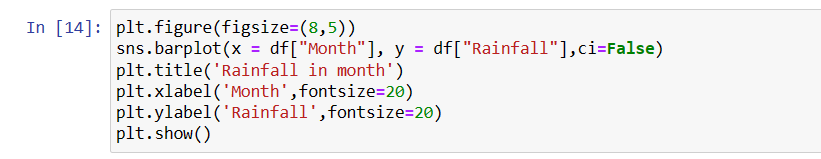 In [14]: plt.figure(figsize=(8,5))
sns.barplot(x = df["Month"], y = df["Rainfall"],ci=False)
plt.title('Rainfall in month')
plt.xlabel('Month',fontsize=20)
plt.ylabel('Rainfall',fontsize=20)
plt.show()